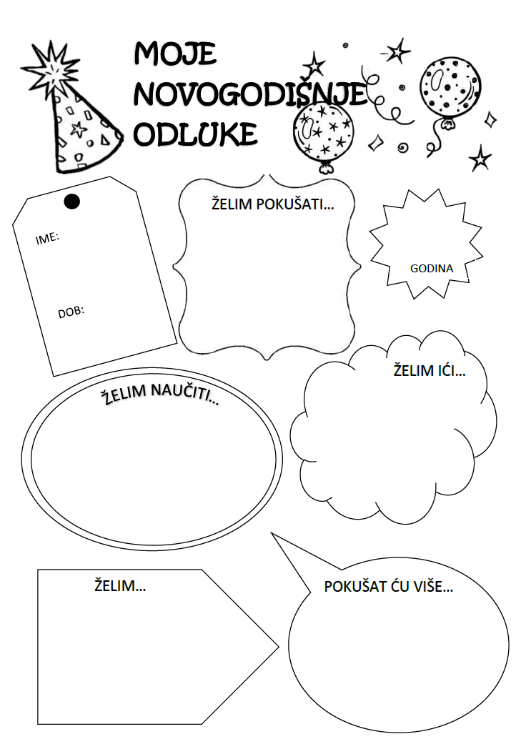 MOJE
NOVOGODIŠNJE
ODLUKE
IME:
DOB:
ŽELIM POKUŠATI...
GODINA
ŽELIM IĆI...
ŽELIM NAUČITI...
ŽELIM...
POKUŠAT ĆU VIŠE...